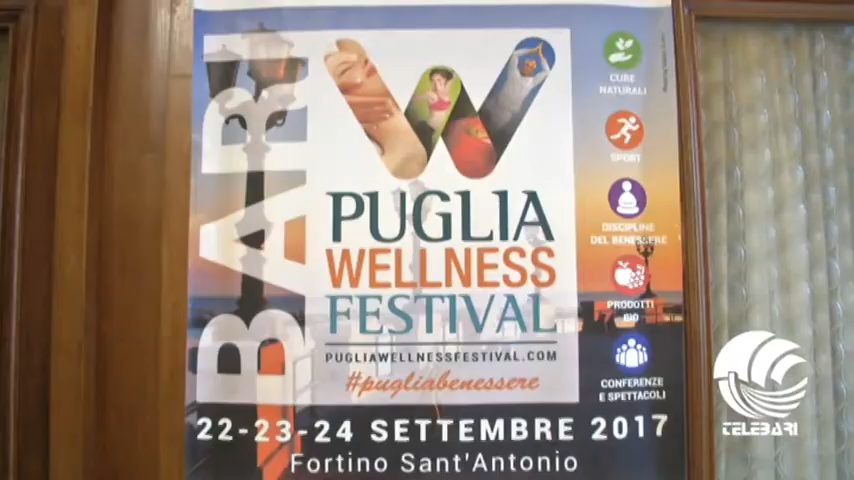 BARI
PUGLIA
WELLNESS
FESTIVAL
PUGLIAWELLNESSFESTIVAL.COM
#pugliabenessere
CURE
NATURALI
SPORT
DISCIPLINE
DEL BENESSERE
PRODOTTI
BIO
CONFERENZE
E SPETTACOLI
22-23-24 SETTEMBRE 2017
Fortino Sant'Antonio
TELEBARI